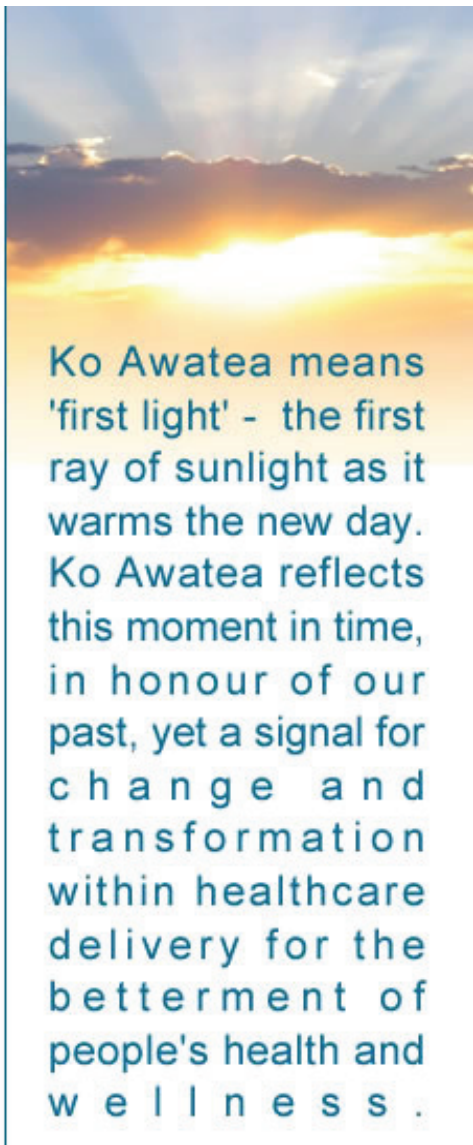 Ko Awatea means
'first light' - the first
ray of sunlight as it
warms the new day.
Ko Awatea reflects
this moment in time,
in honour of our
past, yet a signal for
change and
transformation
within healthcare
delivery for the
betterment of
people's health and
wellness.